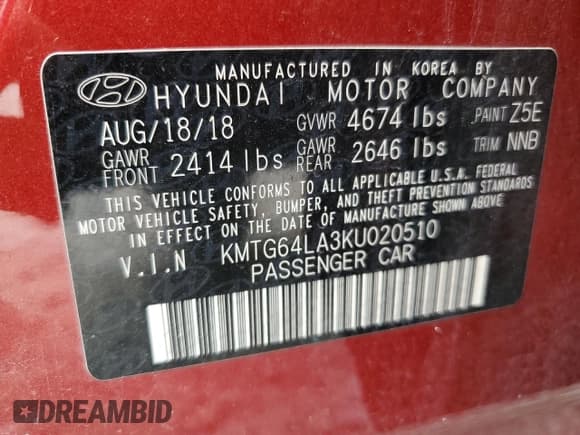 MANUFACTURED IN KOREA BY
HYUNDAI MOTOR COMPANY
AUG/18/18 GVWR 4674 lbs PAINT Z5E
GAWR FRONT 2414 lbs GAWR REAR 2646 lbs TRIM NNB
THIS VEHICLE CONFORMS TO ALL APPLICABLE U.S.A. FEDERAL
MOTOR VEHICLE SAFETY, BUMPER, AND THEFT PREVENTION STANDARDS
IN EFFECT ON THE DATE OF MANUFACTURE SHOWN ABOVE.
V.I.N KMTG64LA3KU020510
PASSENGER CAR
DREAMBID